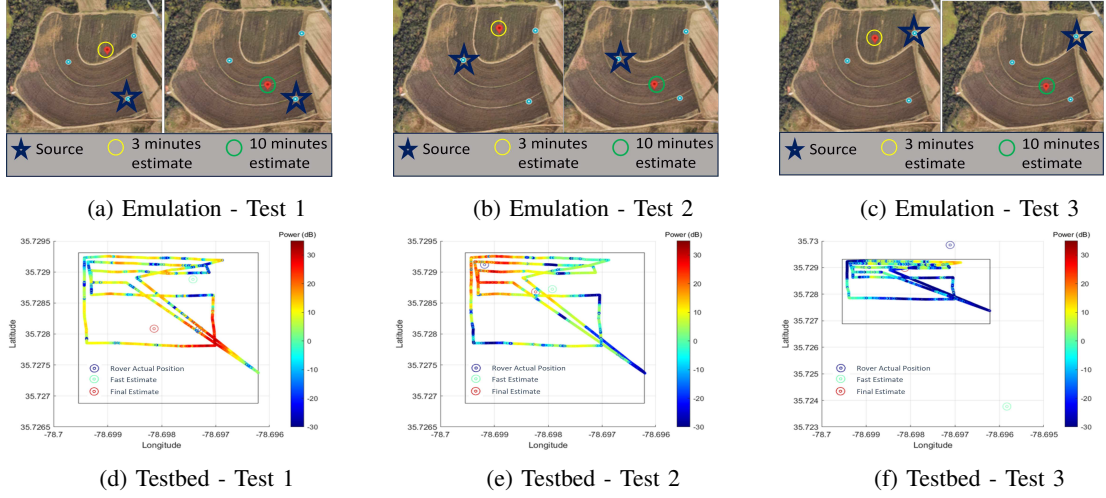 Source
3 minutes
estimate
10 minutes
estimate
Source
3 minutes
estimate
10 minutes
estimate
Source
3 minutes
estimate
10 minutes
estimate
(a) Emulation - Test 1
(b) Emulation - Test 2
(c) Emulation - Test 3
Power (dB)
35.7295
35.729
35.7285
35.728
35.7275
35.727
35.7265
Latitude
Rover Actual Position
Fast Estimate
Final Estimate
-78.7
-78.699
-78.698
-78.697
-78.696
Longitude
30
20
10
0
-10
-20
-30
Power (dB)
35.7295
35.729
35.7285
35.728
35.7275
35.727
35.7265
Latitude
Rover Actual Position
Fast Estimate
Final Estimate
-78.7
-78.699
-78.698
-78.697
-78.696
Longitude
30
20
10
0
-10
-20
-30
Power (dB)
35.73
35.729
35.728
35.727
35.726
35.725
35.724
35.723
Latitude
Rover Actual Position
Fast Estimate
Final Estimate
-78.7
-78.699
-78.698
-78.697
-78.696
-78.695
Longitude
30
20
10
0
-10
-20
-30
(d) Testbed - Test 1
(e) Testbed - Test 2
(f) Testbed - Test 3